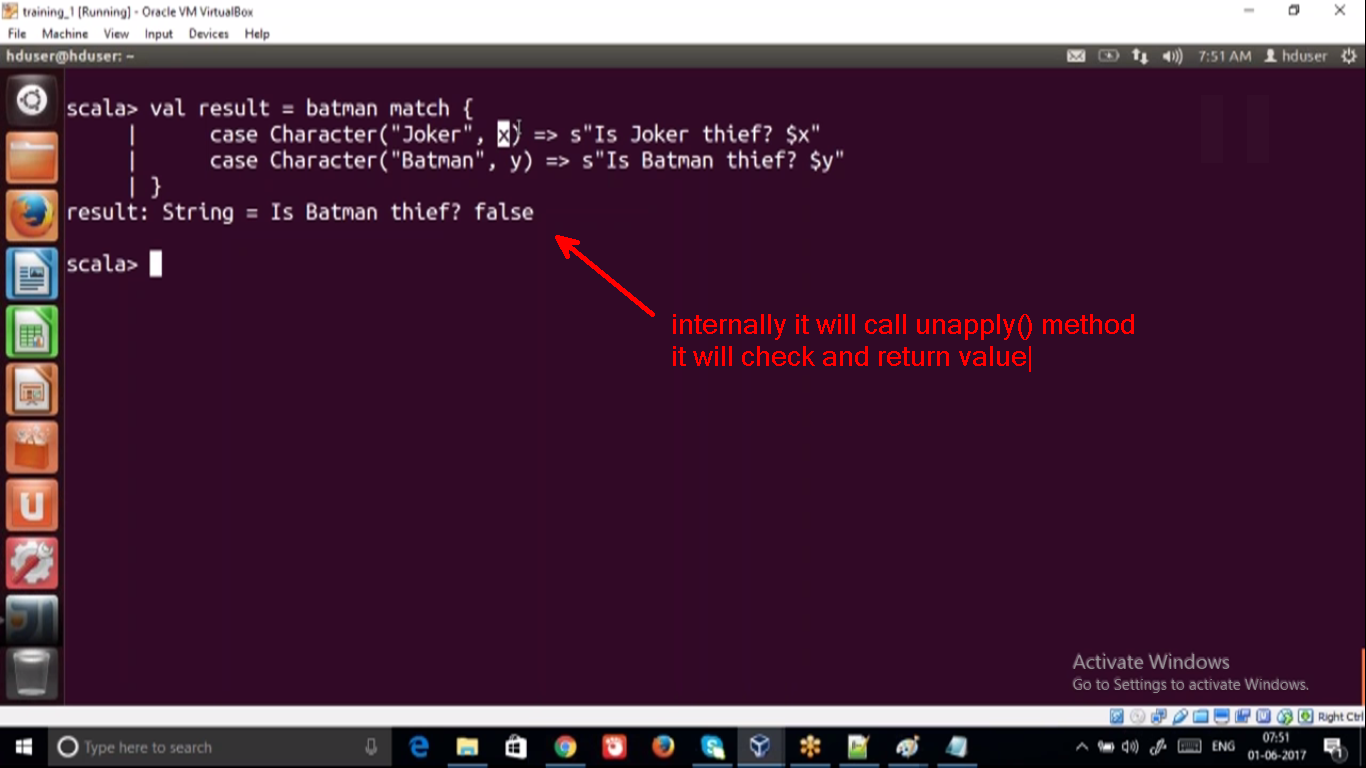 training_1 [Running] - Oracle VM VirtualBox
File Machine View Input Devices Help
hduser@hduser: ~
7:51 AM hduser
scala> val result = batman match {
| case Character("Joker", x) => s"Is Joker thief? $x"
| case Character("Batman", y) => s"Is Batman thief? $y"
| }
result: String = Is Batman thief? false
scala>
internally it will call unapply() method
it will check and return value|
Activate Windows
Go to Settings to activate Windows.
Right Ctrl
Type here to search
ENG
07:51
01-06-2017